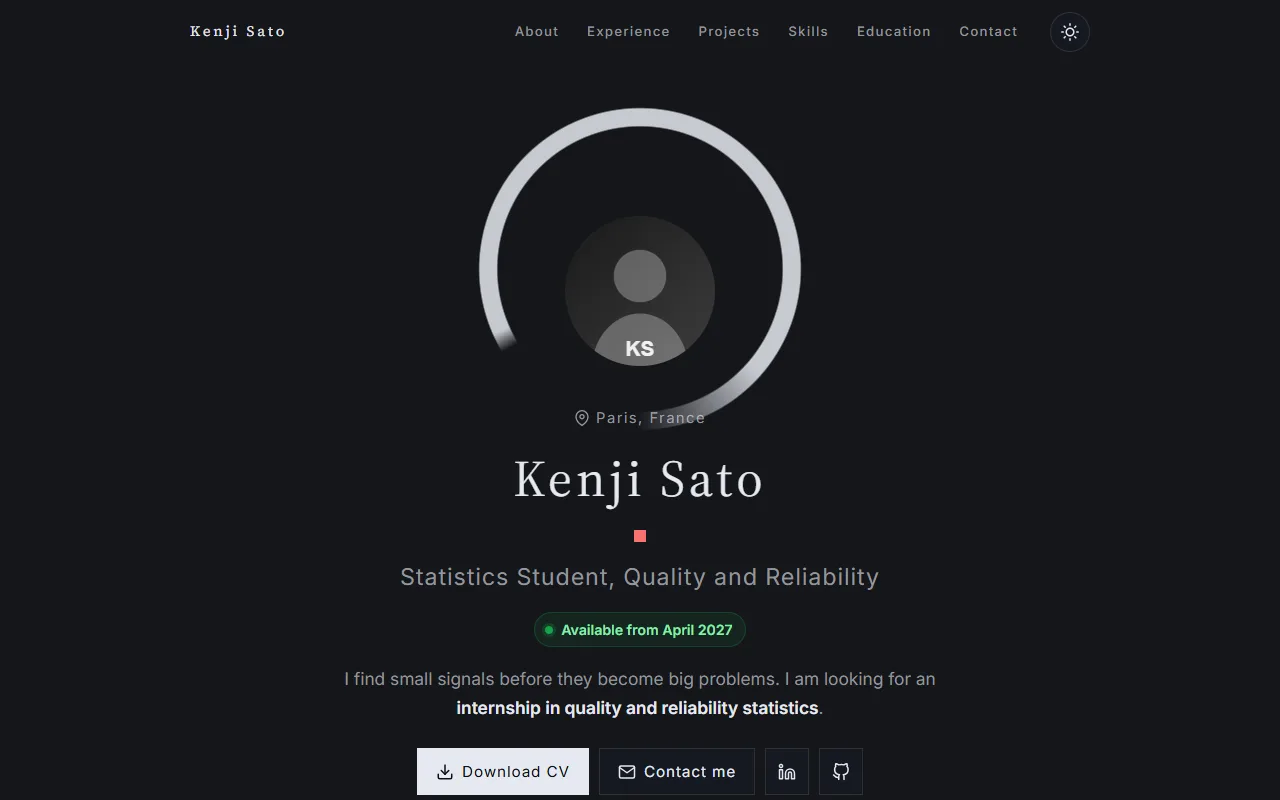 Kenji Sato
About Experience Projects Skills Education Contact
KS
Paris, France
Kenji Sato
Statistics Student, Quality and Reliability
Available from April 2027
I find small signals before they become big problems. I am looking for an
internship in quality and reliability statistics.
Download CV Contact me in